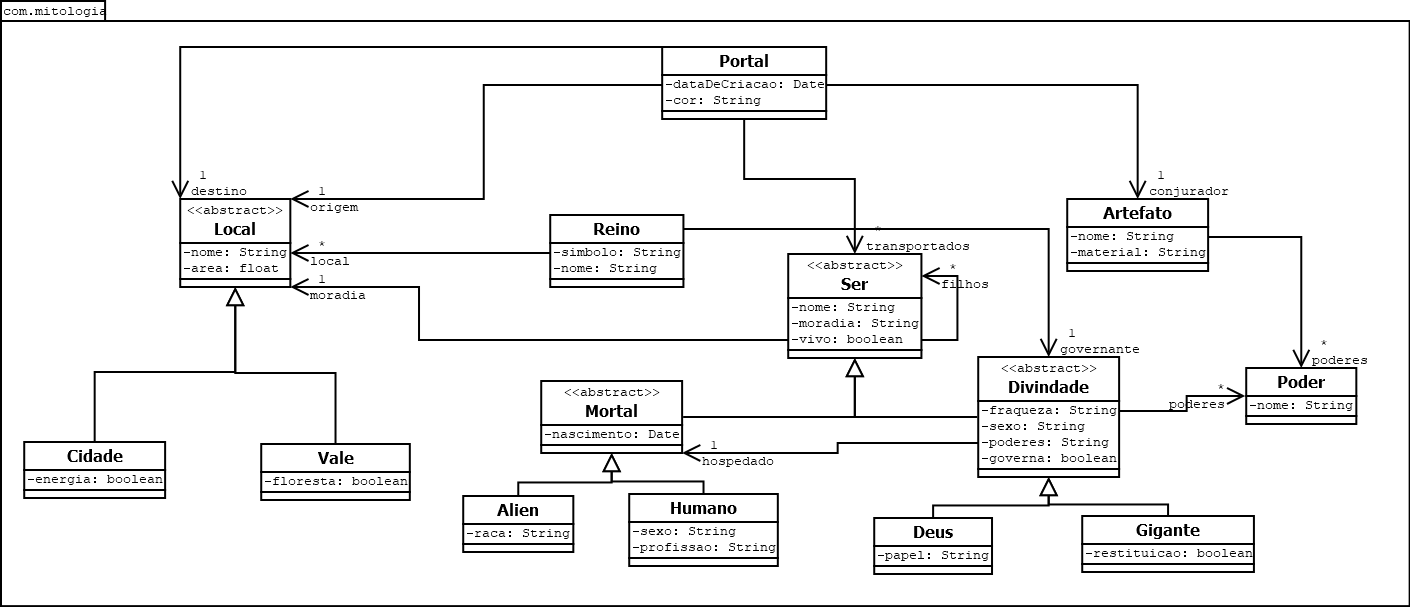 com.mitologia
Portal
-dataDeCriacao: Date
-cor: String
1
destino
1
origem
1
conjurador
<<abstract>>
Local
-nome: String
-area: float
*
local
1
moradia
Reino
-simbolo: String
-nome: String
*
transportados
<<abstract>>
Ser
-nome: String
-moradia: String
-vivo: boolean
*
filhos
Artefato
-nome: String
-material: String
1
governante
*
poderes
<<abstract>>
Mortal
-nascimento: Date
1
hospedado
<<abstract>>
Divindade
-fraqueza: String
-sexo: String
-poderes: String
-governa: boolean
*
poderes
Poder
-nome: String
Cidade
-energia: boolean
Vale
-floresta: boolean
Alien
-raca: String
Humano
-sexo: String
-profissao: String
Deus
-papel: String
Gigante
-restituicao: boolean